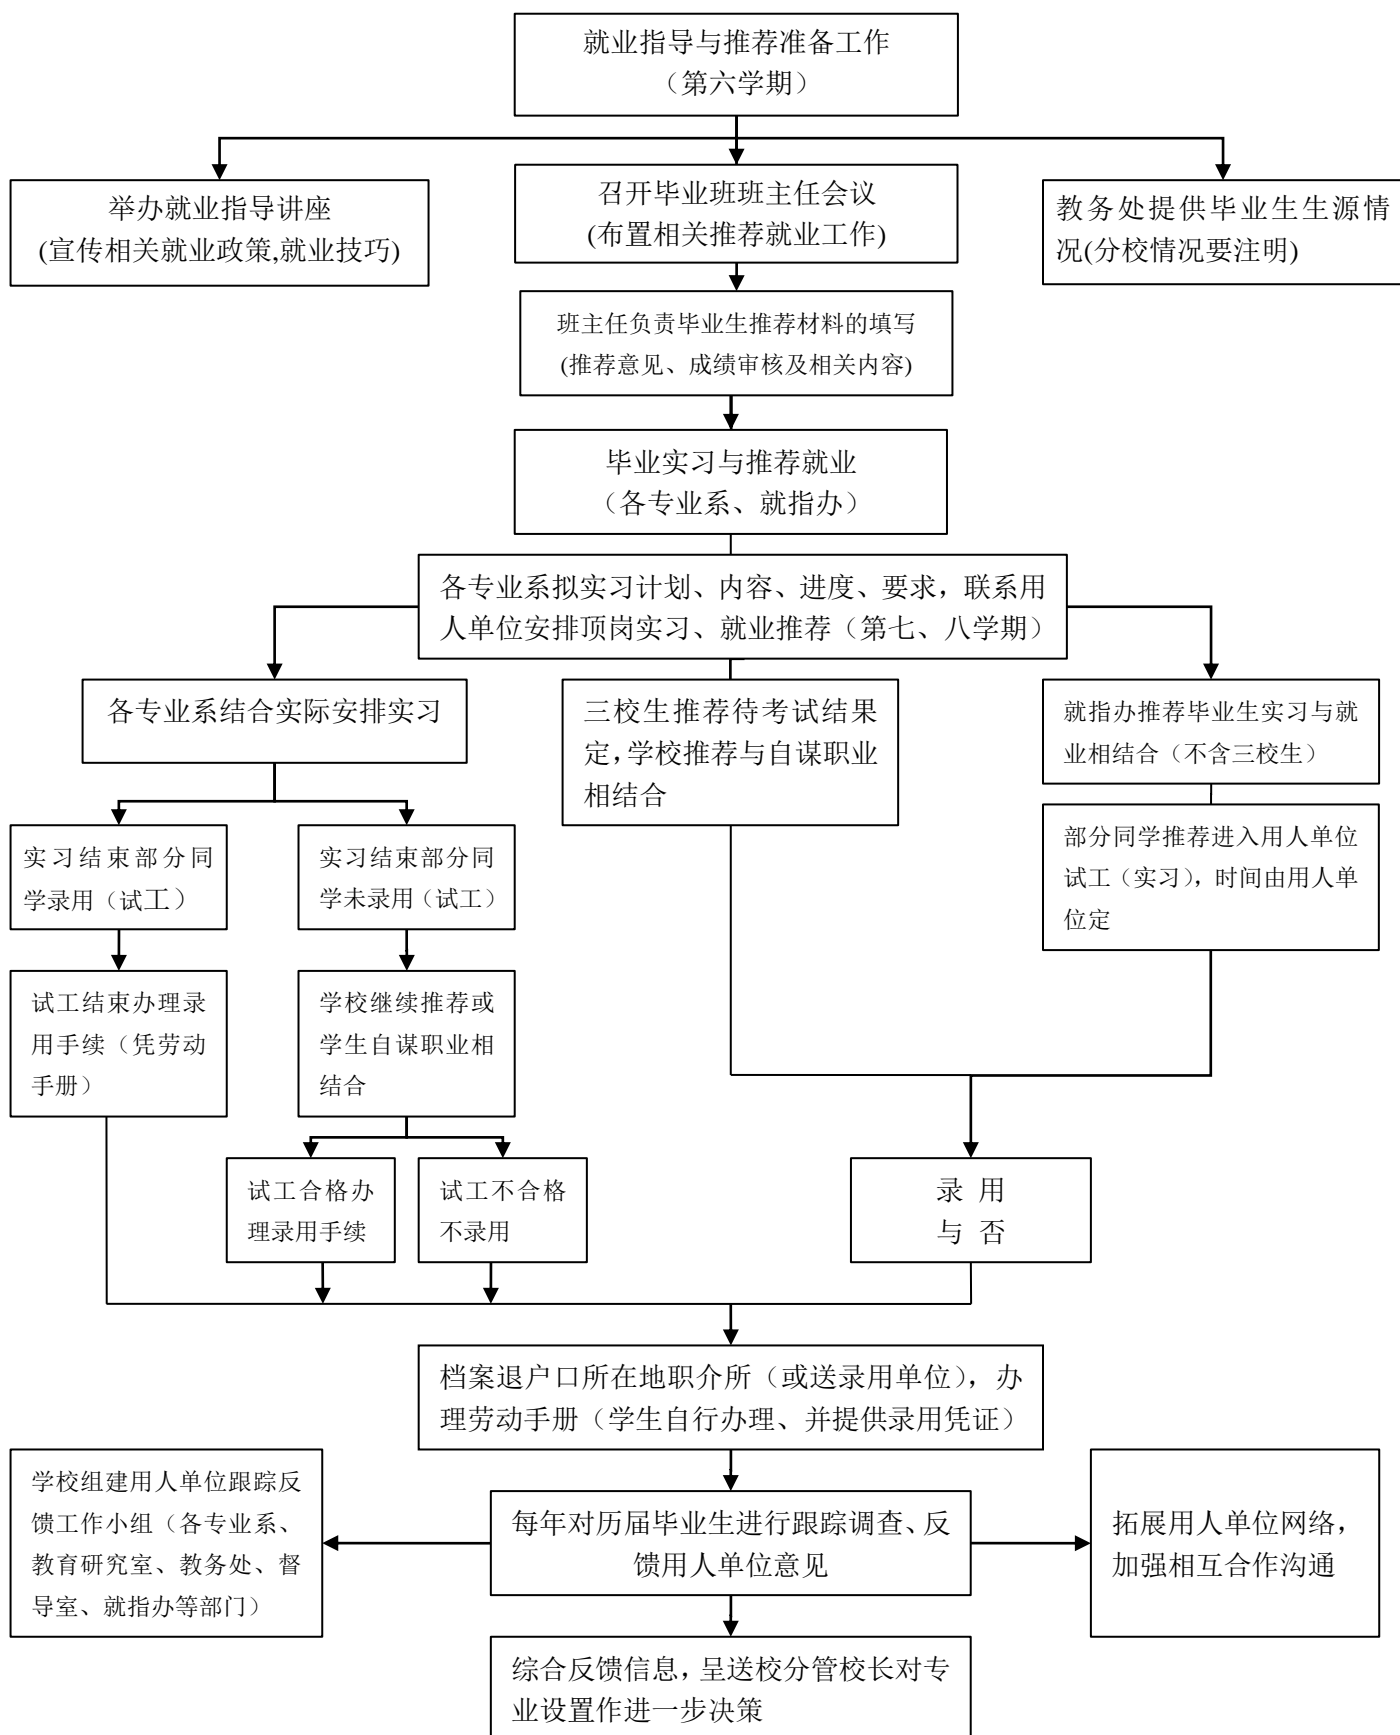 就业指导与推荐准备工作
（第六学期）
举办就业指导讲座
(宣传相关就业政策,就业技巧)
召开毕业班班主任会议
(布置相关推荐就业工作)
教务处提供毕业生生源情
况(分校情况要注明)
班主任负责毕业生推荐材料的填写
(推荐意见、成绩审核及相关内容)
毕业实习与推荐就业
（各专业系、就指办）
各专业系拟实习计划、内容、进度、要求，联系用
人单位安排顶岗实习、就业推荐（第七、八学期）
各专业系结合实际安排实习
三校生推荐待考试结果
定，学校推荐与自谋职业
相结合
就指办推荐毕业生实习与就
业相结合（不含三校生）
实习结束部分同
学录用（试工）
实习结束部分同
学未录用（试工）
部分同学推荐进入用人单位
试工（实习），时间由用人单
位定
试工结束办理录
用手续（凭劳动
手册）
学校继续推荐或
学生自谋职业相
结合
试工合格办
理录用手续
试工不合格
不录用
录 用
与 否
档案退户口所在地职介所（或送录用单位），办
理劳动手册（学生自行办理、并提供录用凭证）
学校组建用人单位跟踪反
馈工作小组（各专业系、
教育研究室、教务处、督
导室、就指办等部门）
每年对历届毕业生进行跟踪调查、反
馈用人单位意见
拓展用人单位网络，
加强相互合作沟通
综合反馈信息，呈送校分管校长对专
业设置作进一步决策